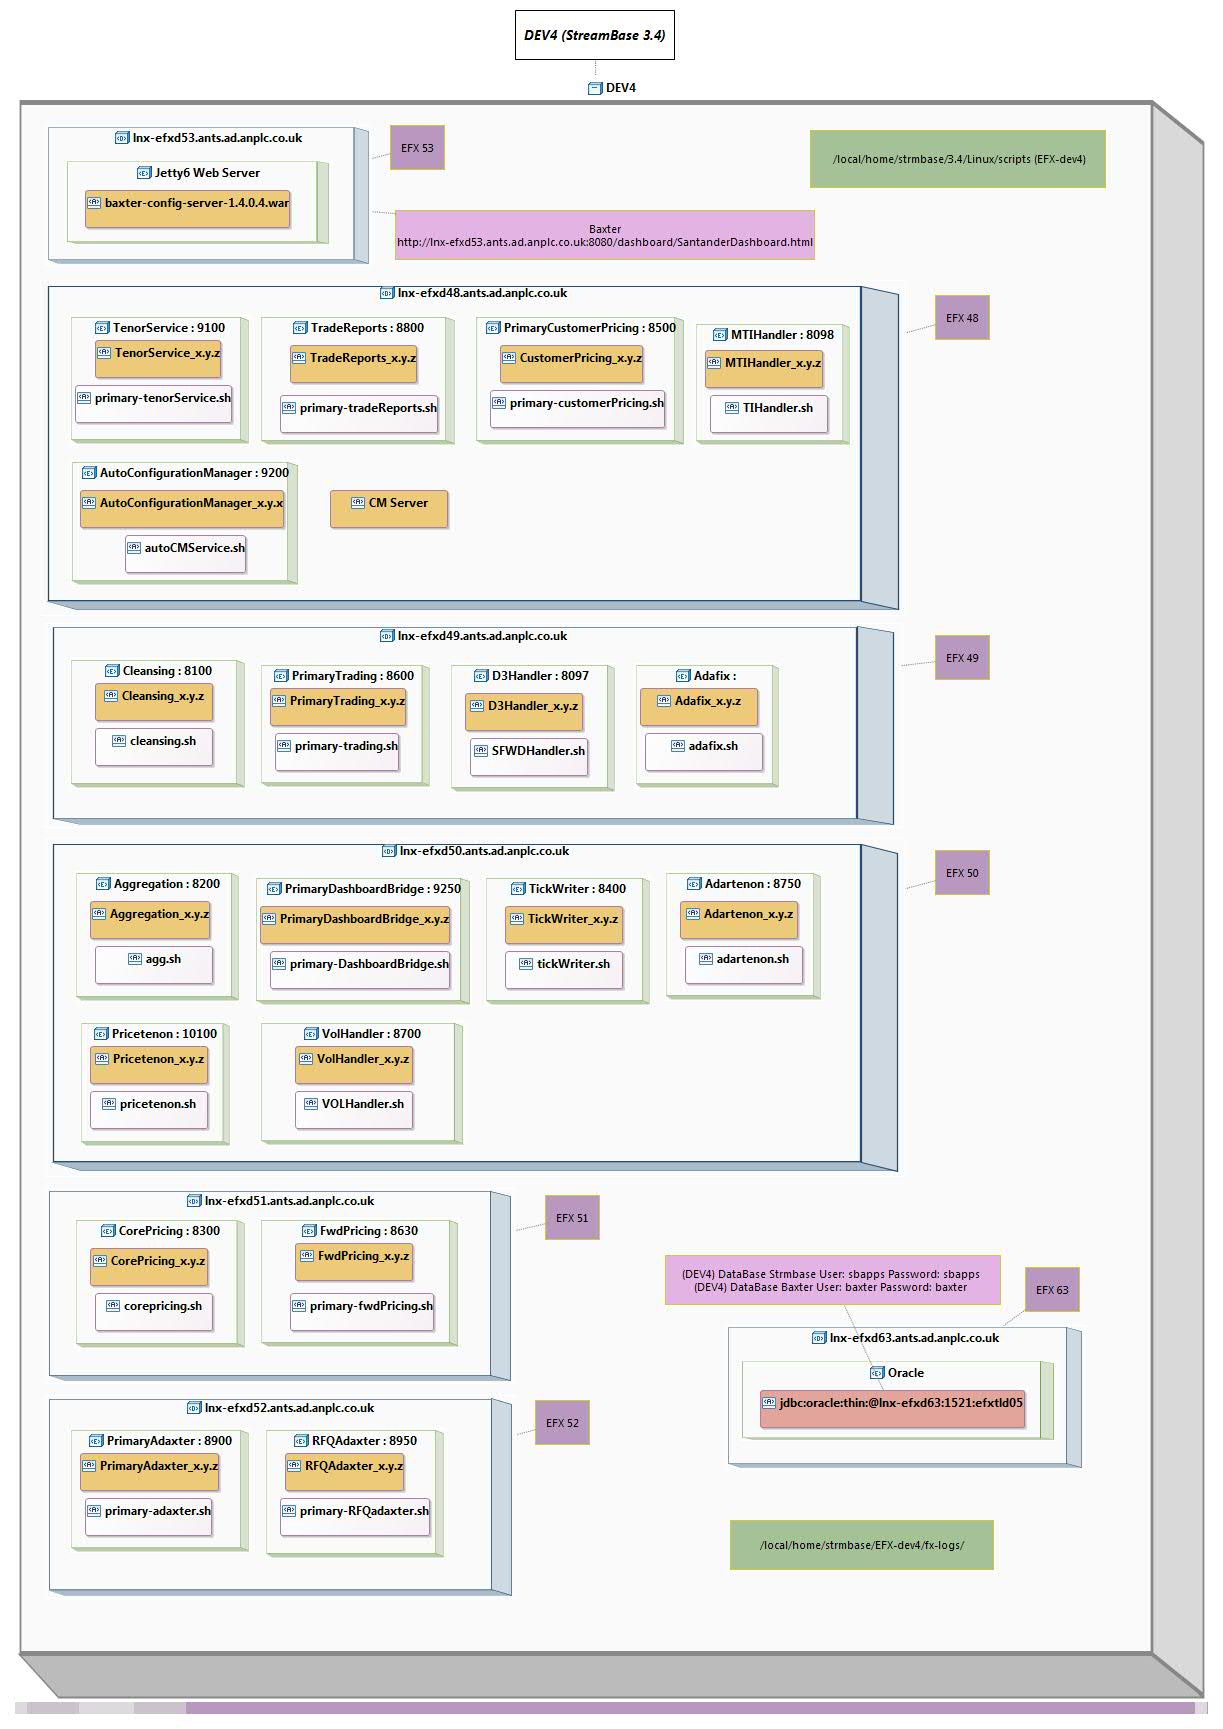 DEV4 (StreamBase 3.4)
DEV4
lnx-efxd53.ants.ad.anplc.co.uk
EFX 53
Jetty6 Web Server
baxter-config-server-1.4.0.4.war
/local/home/strmbase/3.4/Linux/scripts (EFX-dev4)
Baxter
http://lnx-efxd53.ants.ad.anplc.co.uk:8080/dashboard/SantanderDashboard.html
lnx-efxd48.ants.ad.anplc.co.uk
EFX 48
TenorService : 9100
TenorService_x.y.z
primary-tenorService.sh
TradeReports : 8800
TradeReports_x.y.z
primary-tradeReports.sh
PrimaryCustomerPricing : 8500
CustomerPricing_x.y.z
primary-customerPricing.sh
MTIHandler : 8098
MTIHandler_x.y.z
TIHandler.sh
AutoConfigurationManager : 9200
AutoConfigurationManager_x.y.x
autoCMService.sh
CM Server
lnx-efxd49.ants.ad.anplc.co.uk
EFX 49
Cleansing : 8100
Cleansing_x.y.z
cleansing.sh
PrimaryTrading : 8600
PrimaryTrading_x.y.z
primary-trading.sh
D3Handler : 8097
D3Handler_x.y.z
SFWDHandler.sh
Adafix :
Adafix_x.y.z
adafix.sh
lnx-efxd50.ants.ad.anplc.co.uk
EFX 50
Aggregation : 8200
Aggregation_x.y.z
agg.sh
PrimaryDashboardBridge : 9250
PrimaryDashboardBridge_x.y.z
primary-DashboardBridge.sh
TickWriter : 8400
TickWriter_x.y.z
tickWriter.sh
Adartenon : 8750
Adartenon_x.y.z
adartenon.sh
Pricetenon : 10100
Pricetenon_x.y.z
pricetenon.sh
VolHandler : 8700
VolHandler_x.y.z
VOLHandler.sh
lnx-efxd51.ants.ad.anplc.co.uk
EFX 51
CorePricing : 8300
CorePricing_x.y.z
corepricing.sh
FwdPricing : 8630
FwdPricing_x.y.z
primary-fwdPricing.sh
(DEV4) DataBase Strmbase User: sbapps Password: sbapps
(DEV4) DataBase Baxter User: baxter Password: baxter
EFX 63
lnx-efxd63.ants.ad.anplc.co.uk
Oracle
jdbc:oracle:thin:@lnx-efxd63:1521:efxtld05
lnx-efxd52.ants.ad.anplc.co.uk
EFX 52
PrimaryAdaxter : 8900
PrimaryAdaxter_x.y.z
primary-adaxter.sh
RFQAdaxter : 8950
RFQAdaxter_x.y.z
primary-RFQadaxter.sh
/local/home/strmbase/EFX-dev4/fx-logs/